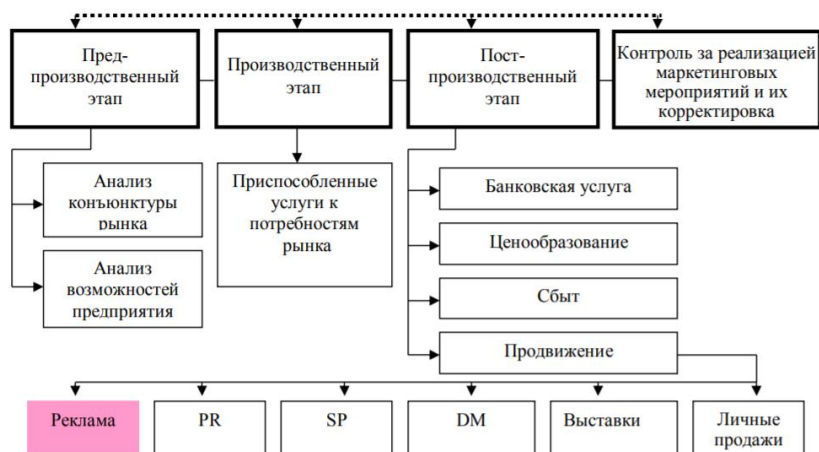 Пред-
производственный
этап
Производственный
этап
Пост-
производственный
этап
Контроль за реализацией
маркетинговых
мероприятий и их
корректировка
Анализ
конъюнктуры
рынка
Анализ
возможностей
предприятия
Приспособленные
услуги к
потребностям
рынка
Банковская услуга
Ценообразование
Сбыт
Продвижение
Реклама
PR
SP
DM
Выставки
Личные
продажи